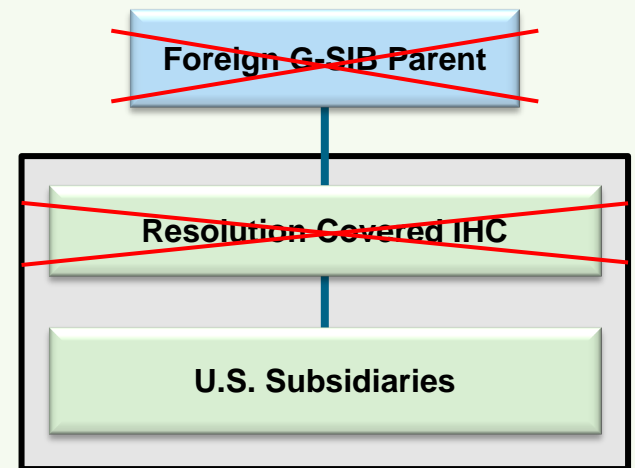 Foreign G-SIB Parent
Resolution Covered IHC
U.S. Subsidiaries